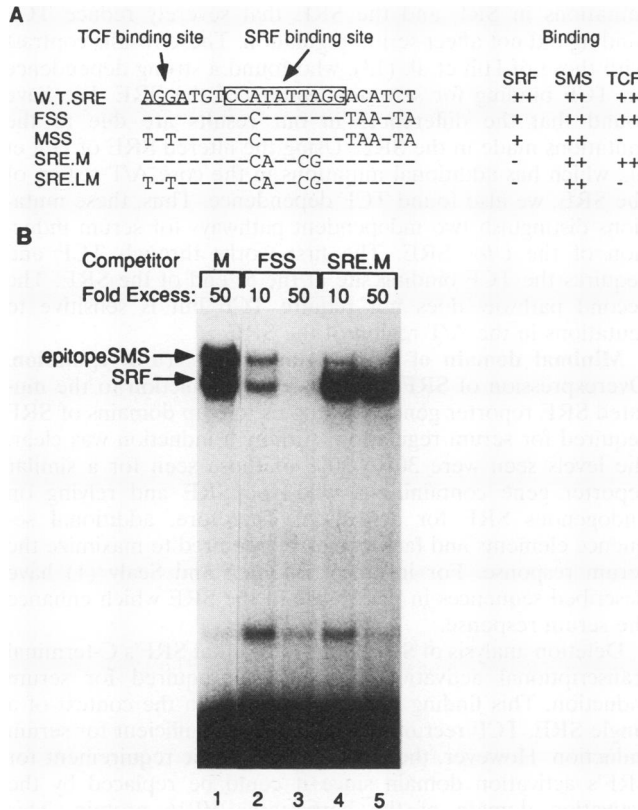 A
TCF binding site SRF binding site Binding
SRF SMS TCF
W.T.SRE AGGATGTCCATATTAGGACATCT ++ ++ ++
FSS ---------C-------TAA-TA ++ ++ ++
MSS T--------C-------TAA-TA ++ ++ -
SRE.M ---------CA--CG--------- - ++ ++
SRE.LM T-T------CA--CG--------- - ++ -
B
Competitor M FSS SRE.M
Fold Excess: 50 10 50 10 50
epitopeSMS
SRF
1 2 3 4 5